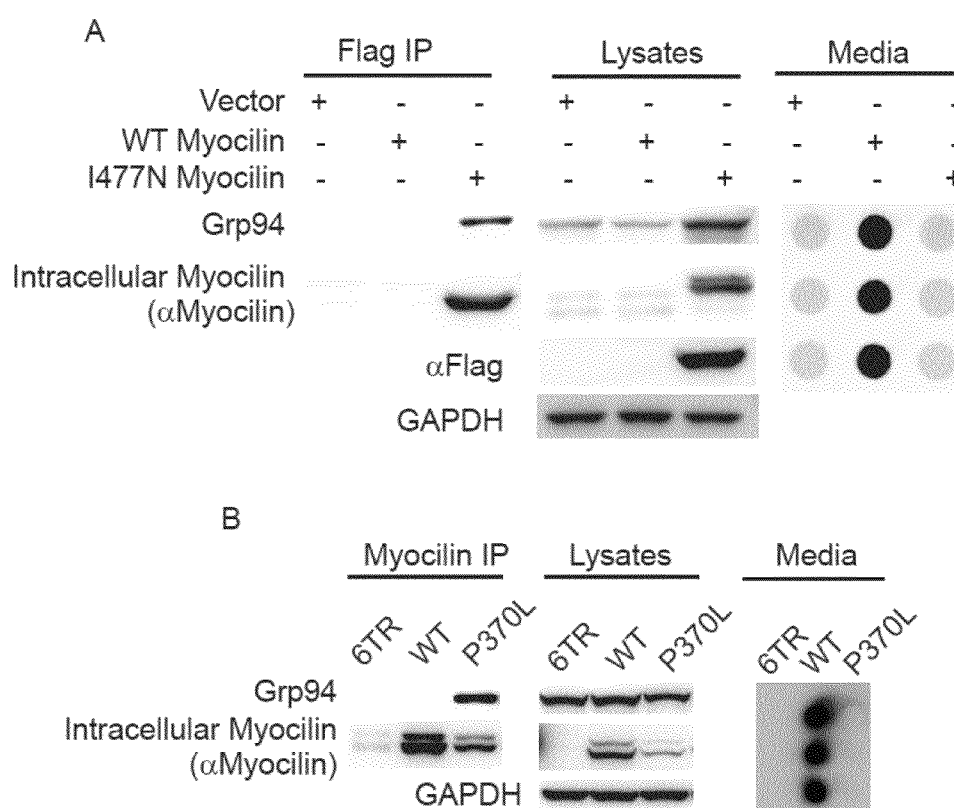 A
Flag IP Lysates Media
Vector + - - + - - + - -
WT Myocilin - + - - + - - + -
I477N Myocilin - - + - - + - - +
Grp94
Intracellular Myocilin
(αMyocilin)
αFlag
GAPDH
B
Myocilin IP Lysates Media
6TR WT P370L 6TR WT P370L 6TR WT P370L
Grp94
Intracellular Myocilin
(αMyocilin)
GAPDH